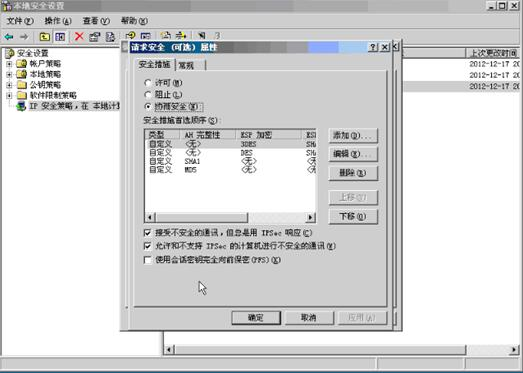 本地安全设置
文件(F) 操作(A) 查看(V) 帮助(H)
安全设置
帐户策略
本地策略
公钥策略
软件限制策略
IP 安全策略，在 本地计
上次更改时间
2012-12-17 20
2012-12-17 20
2012-12-17 20
请求安全 (可选) 属性
安全措施 常规
许可(M)
阻止(L)
协商安全(N):
安全措施首选顺序(S):
类型 AH 完整性 ESP 加密 ES
自定义 <无> 3DES SHA
自定义 <无> DES SHA
自定义 SHA1 <无> <无
自定义 MD5 <无> <无
添加(D)...
编辑(E)...
删除(R)
上移(U)
下移(O)
接受不安全的通讯，但总是用 IPSec 响应(C)
允许和不支持 IPSec 的计算机进行不安全的通讯(W)
使用会话密钥完全向前保密(PFS)(K)
确定 取消 应用(A)